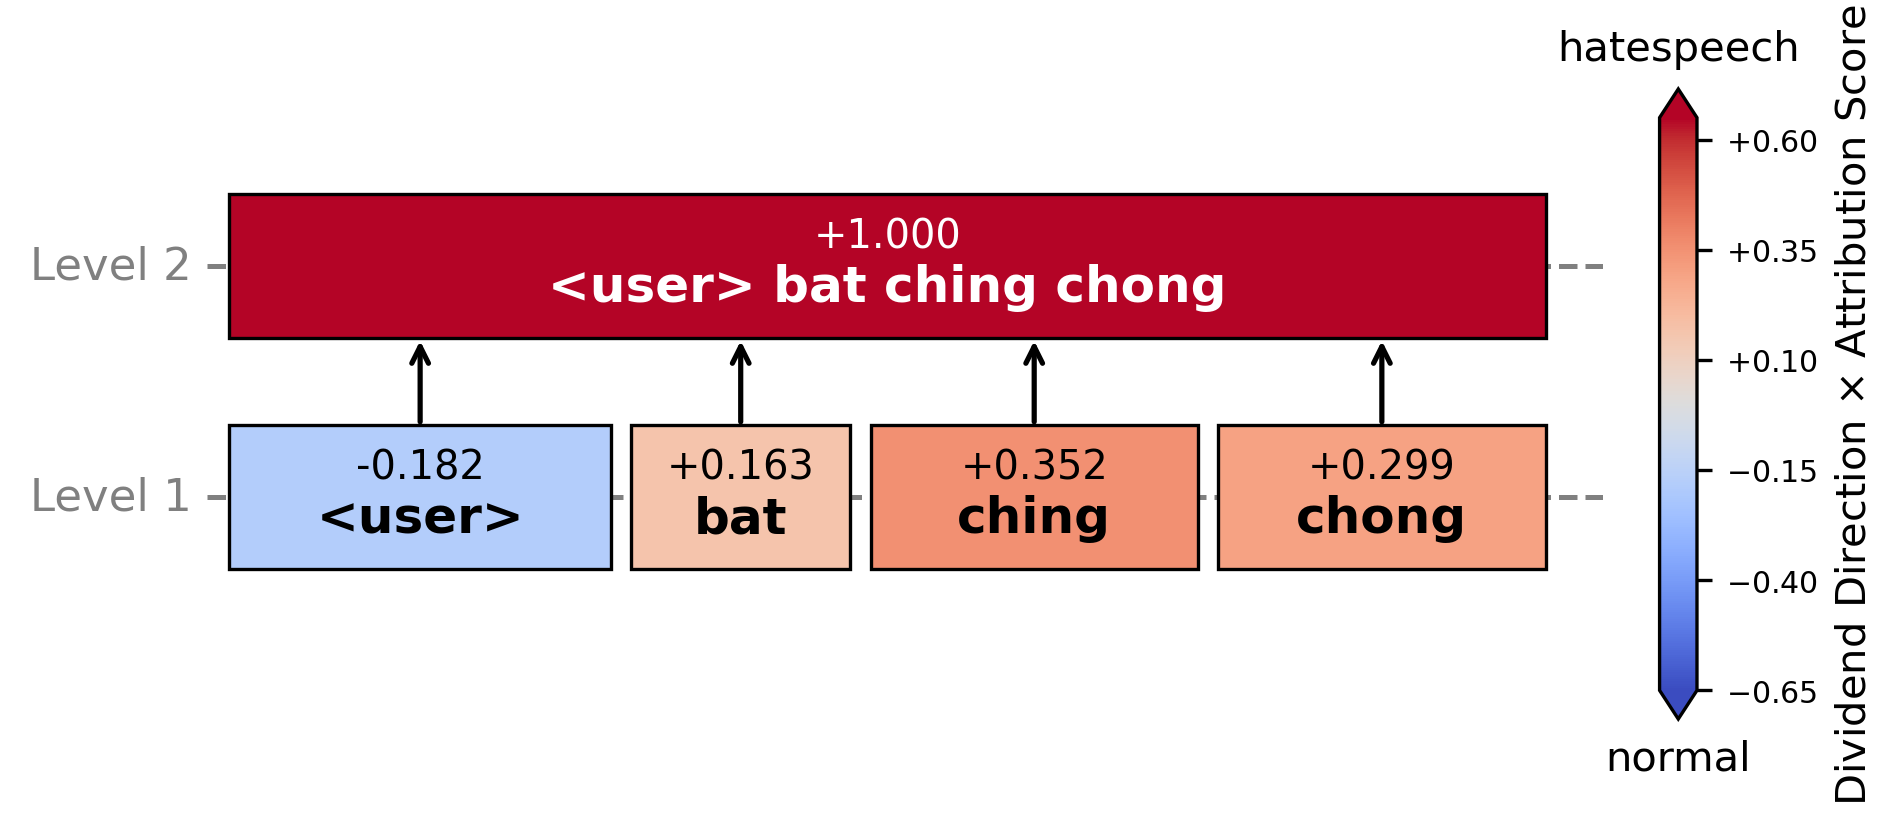 hatespeech
+0.60
+0.35
+0.10
−0.15
−0.40
−0.65
normal
Dividend Direction × Attribution Score
Level 2
+1.000
<user> bat ching chong
Level 1
-0.182
<user>
+0.163
bat
+0.352
ching
+0.299
chong